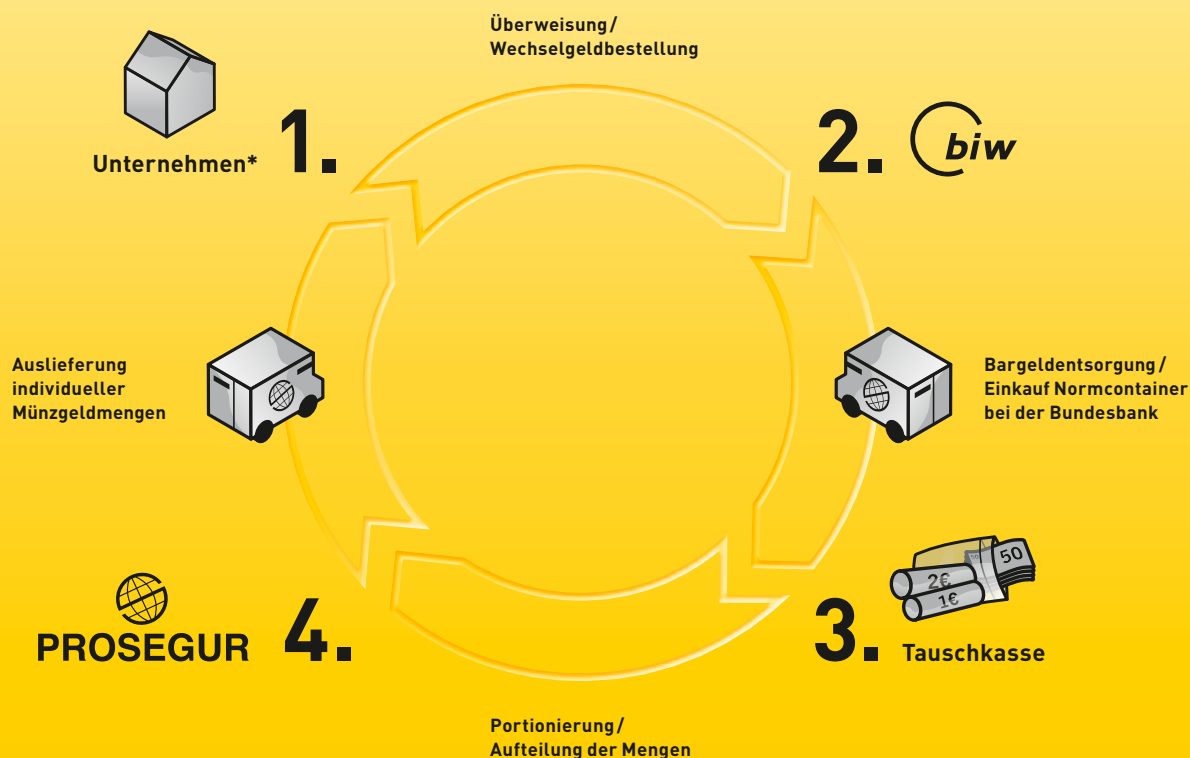 Überweisung /
Wechselgeldbestellung
1.
Unternehmen*
2.
biw
Bargeldentsorgung /
Einkauf Normcontainer
bei der Bundesbank
50
50
2€
1€
3.
Tauschkasse
Portionierung /
Aufteilung der Mengen
4.
PROSEGUR
Auslieferung
individueller
Münzgeldmengen